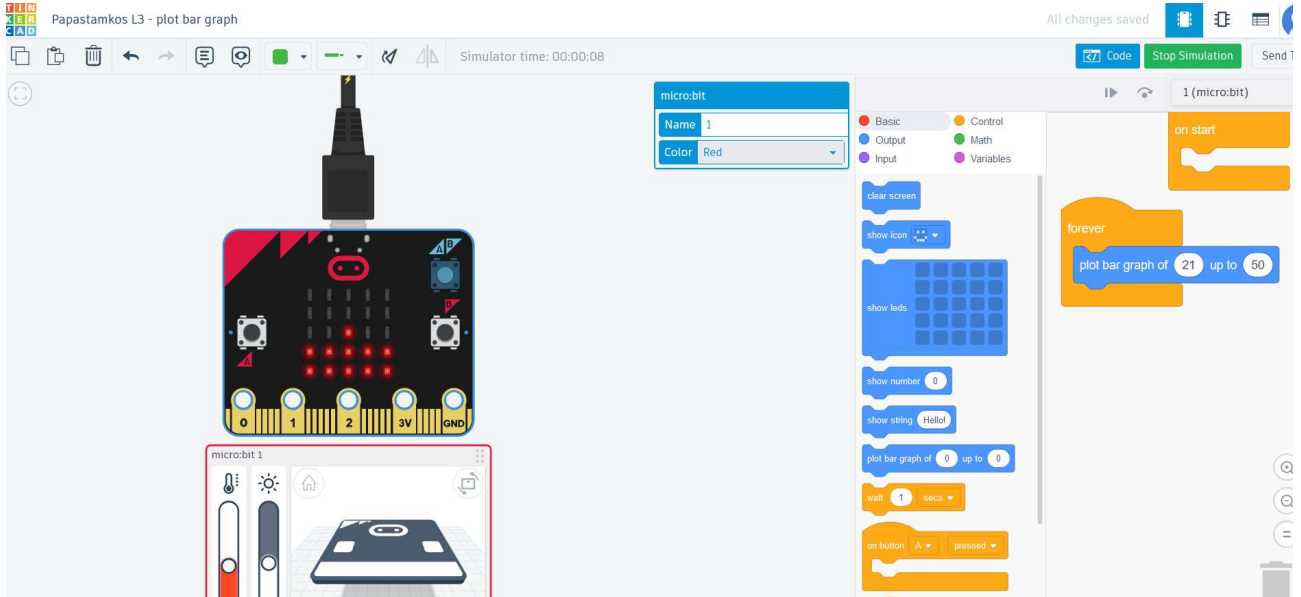 TIN
KER
CAD
Papastamkos L3 - plot bar graph
All changes saved
Simulator time: 00:00:08
Code
Stop Simulation
Send T
micro:bit
Name 1
Color Red
1 (micro:bit)
Basic
Control
Output
Math
Input
Variables
clear screen
show icon
show leds
show number 0
show string Hello!
plot bar graph of 0 up to 0
wait 1 secs
on button A pressed
on start
forever
plot bar graph of 21 up to 50
A B
B
A
0 1 2 3V GND
micro:bit 1